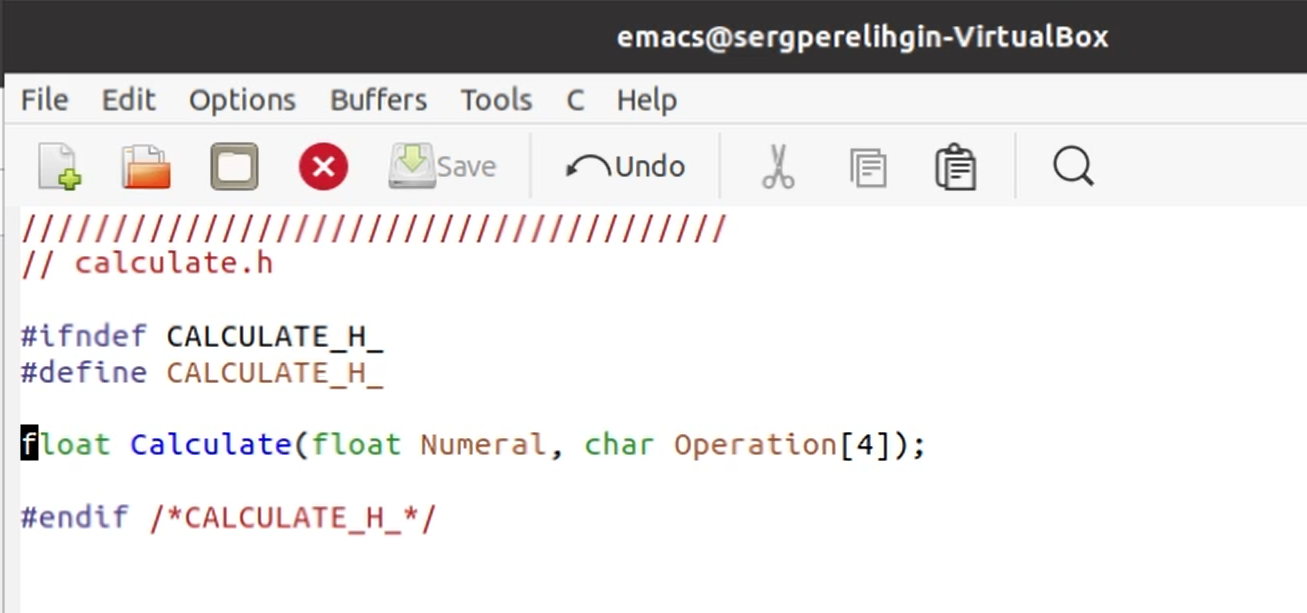 emacs@sergperelihgin-VirtualBox
File Edit Options Buffers Tools C Help
Save Undo
///////////////////////////////////////
// calculate.h
#ifndef CALCULATE_H_
#define CALCULATE_H_
float Calculate(float Numeral, char Operation[4]);
#endif /*CALCULATE_H_*/